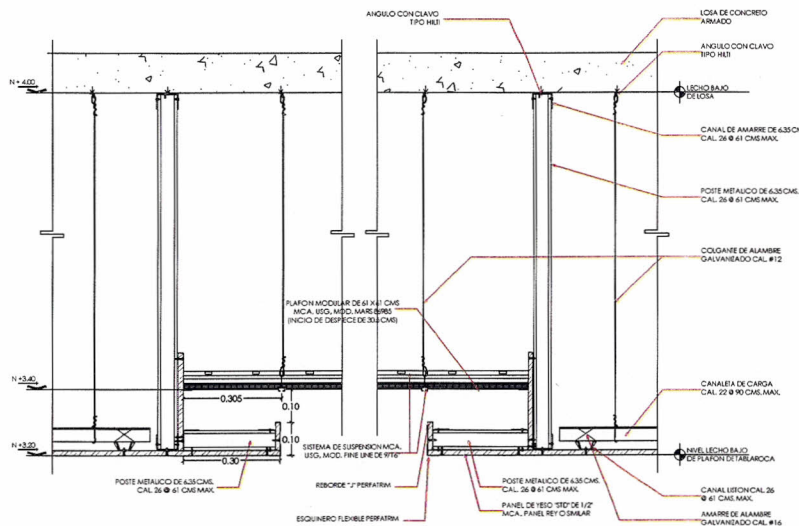 ANGULO CON CLAVO
TIPO HILTI
LOSA DE CONCRETO
ARMADO
ANGULO CON CLAVO
TIPO HILTI
N + 4.00
LECHO BAJO
DE LOSA
CANAL DE AMARRE DE 6.35 CM
CAL. 26 @ 61 CMS MAX.
POSTE METALICO DE 6.35 CMS.
CAL. 26 @ 61 CMS MAX.
COLGANTE DE ALAMBRE
GALVANIZADO CAL. #12
PLAFON MODULAR DE 61 X 61 CMS
MCA. USG, MOD. MARS 86985
(INICIO DE DESPIECE DE 30.5 CMS)
N +3.40
0.305
0.10
CANALETA DE CARGA
CAL. 22 @ 90 CMS. MAX.
0.10
N +3.20
SISTEMA DE SUSPENSION MCA.
USG, MOD. FINE LINE DE 9/16"
0.30
NIVEL LECHO BAJO
DE PLAFON DE TABLAROCA
POSTE METALICO DE 6.35 CMS.
CAL. 26 @ 61 CMS MAX.
REBORDE "J" PERFATRIM
POSTE METALICO DE 6.35 CMS.
CAL. 26 @ 61 CMS MAX.
CANAL LISTON CAL. 26
@ 61 CMS MAX.
PANEL DE YESO "STD" DE 1/2"
MCA. PANEL REY O SIMILAR
ESQUINERO FLEXIBLE PERFATRIM
AMARRE DE ALAMBRE
GALVANIZADO CAL. #16